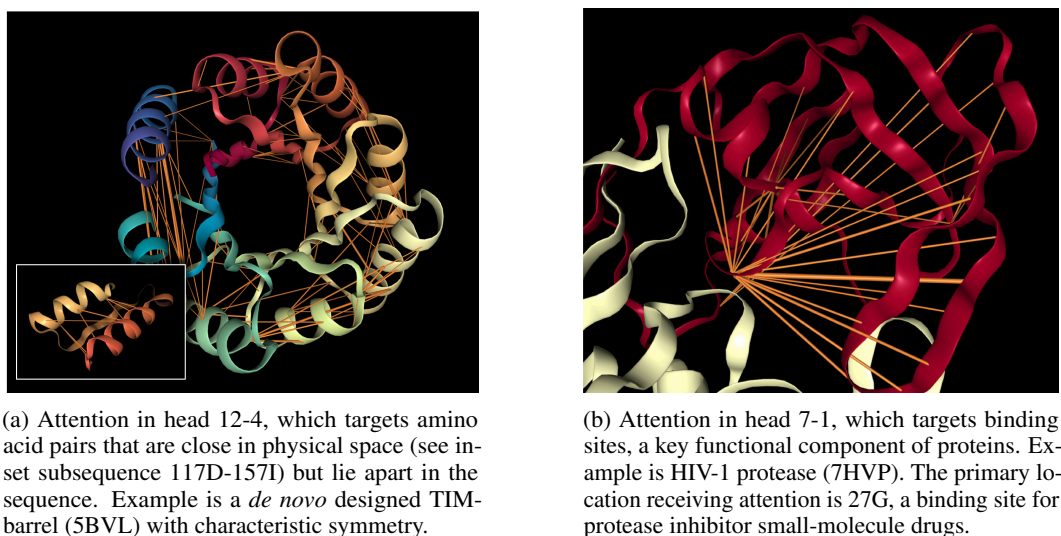 (a) Attention in head 12-4, which targets amino
acid pairs that are close in physical space (see in-
set subsequence 117D-157I) but lie apart in the
sequence. Example is a de novo designed TIM-
barrel (5BVL) with characteristic symmetry.
(b) Attention in head 7-1, which targets binding
sites, a key functional component of proteins. Ex-
ample is HIV-1 protease (7HVP). The primary lo-
cation receiving attention is 27G, a binding site for
protease inhibitor small-molecule drugs.